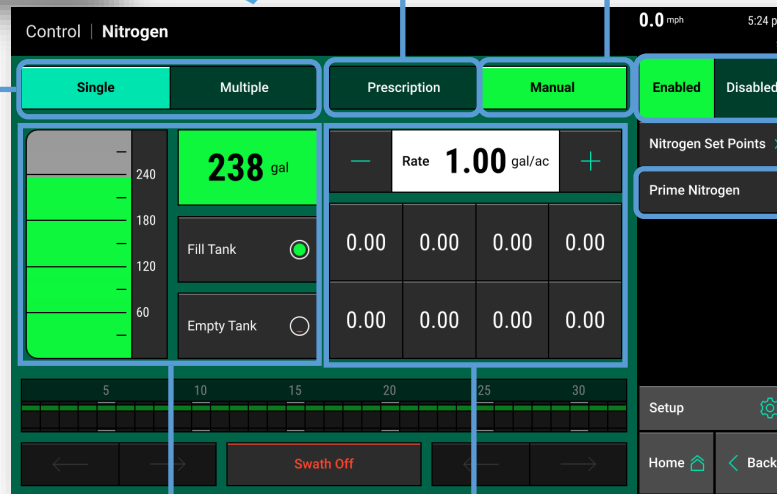 Control | Nitrogen
0.0 mph
5:24 p
Single
Multiple
Prescription
Manual
Enabled
Disabled
240
180
120
60
238 gal
Fill Tank
Empty Tank
—
Rate 1.00 gal/ac
+
0.00 0.00 0.00 0.00
0.00 0.00 0.00 0.00
Nitrogen Set Points
Prime Nitrogen
5 10 15 20 25 30
Swath Off
Setup
Home
Back